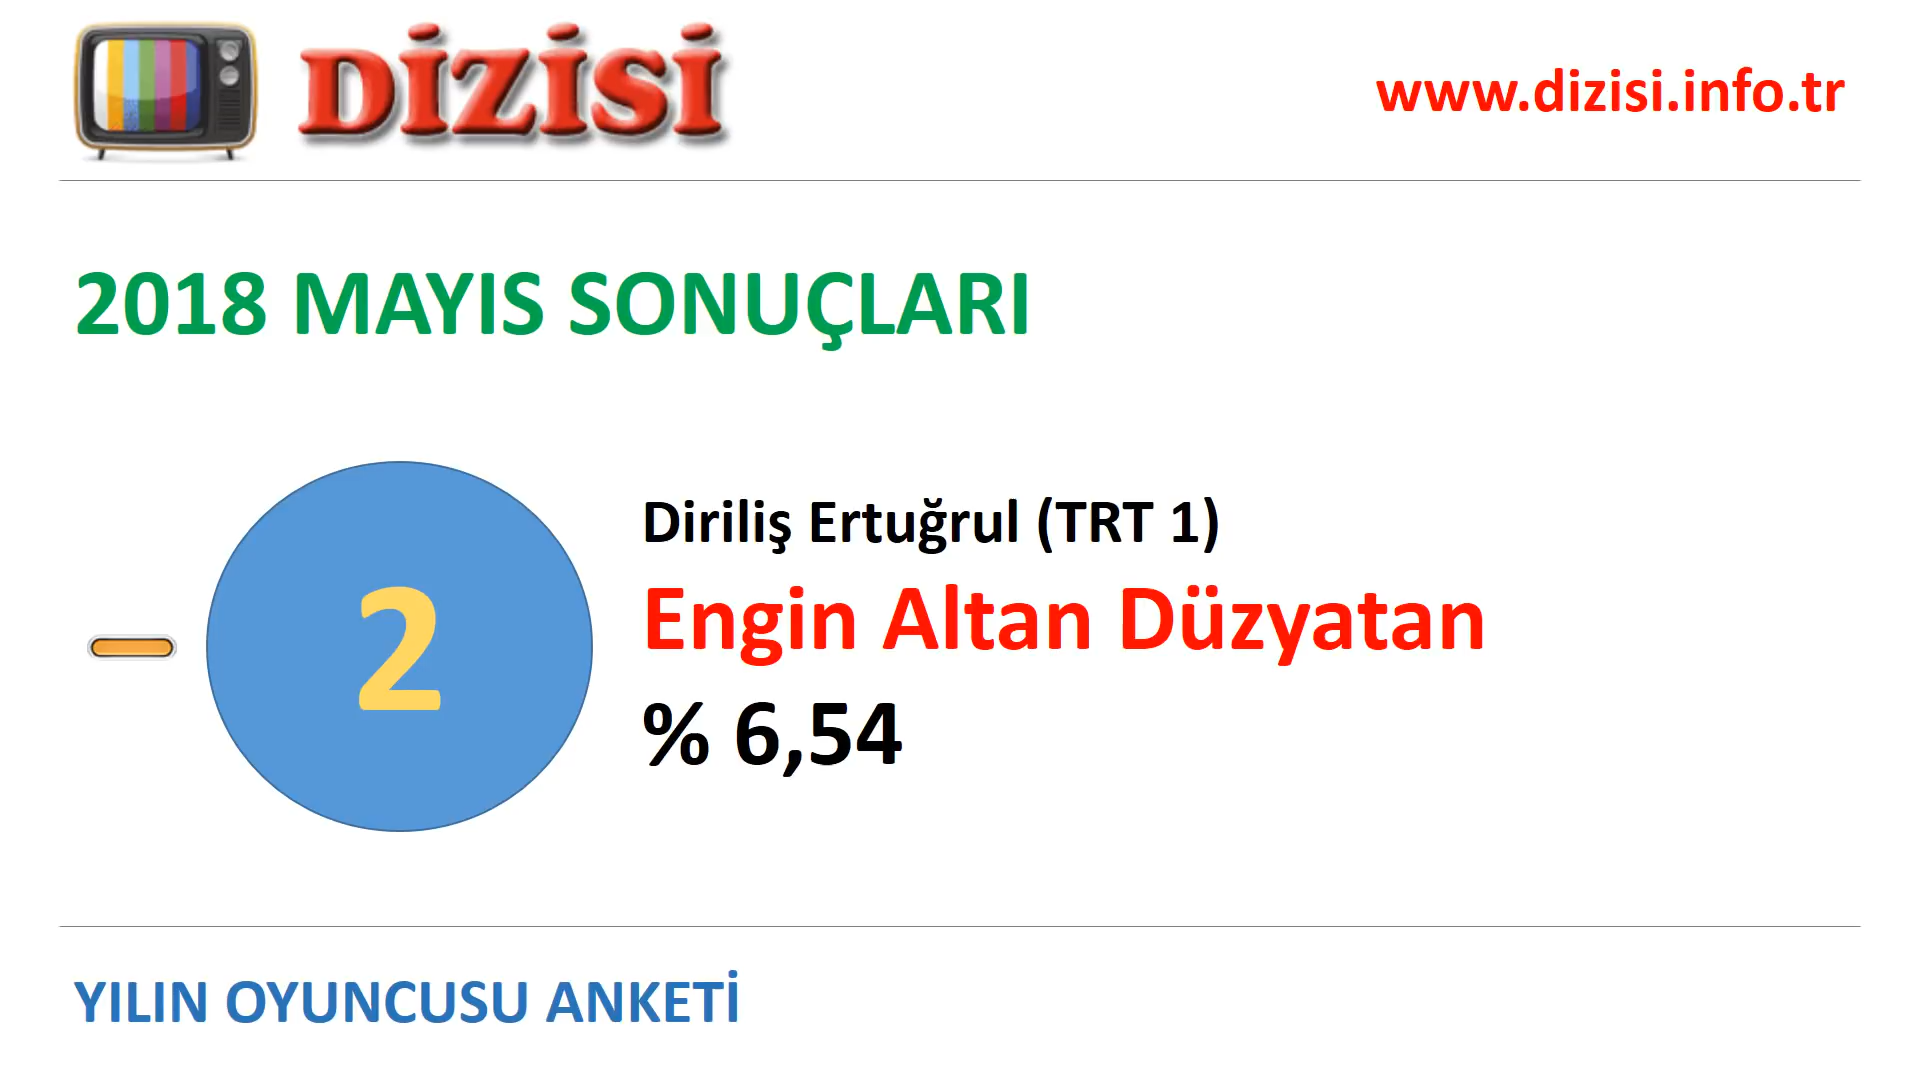 DİZİSİ
www.dizisi.info.tr
2018 MAYIS SONUÇLARI
2
Diriliş Ertuğrul (TRT 1)
Engin Altan Düzyatan
% 6,54
YILIN OYUNCUSU ANKETİ